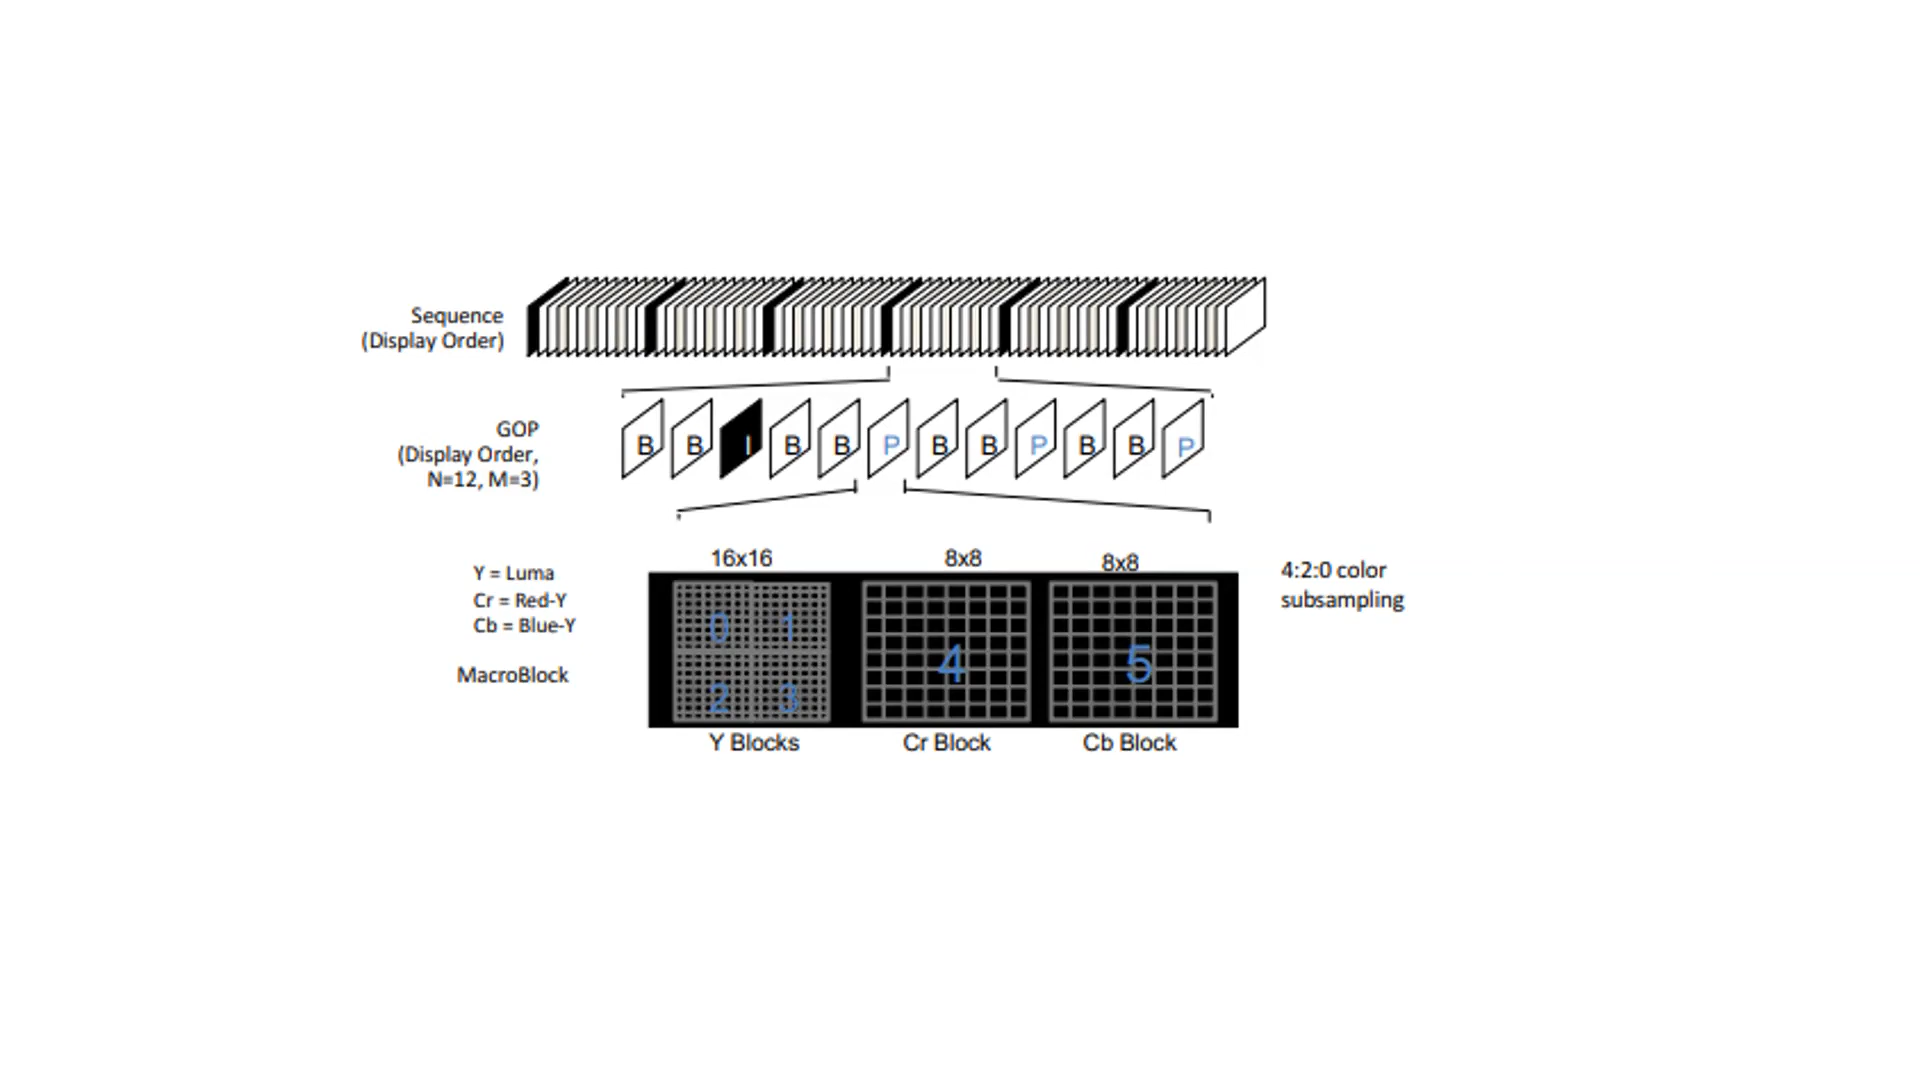 Sequence
(Display Order)
GOP
(Display Order,
N=12, M=3)
B B I B B P B B P B B P
16x16 8x8 8x8
Y = Luma
Cr = Red-Y
Cb = Blue-Y
MacroBlock
4:2:0 color
subsampling
0 1
2 3
4
5
Y Blocks Cr Block Cb Block